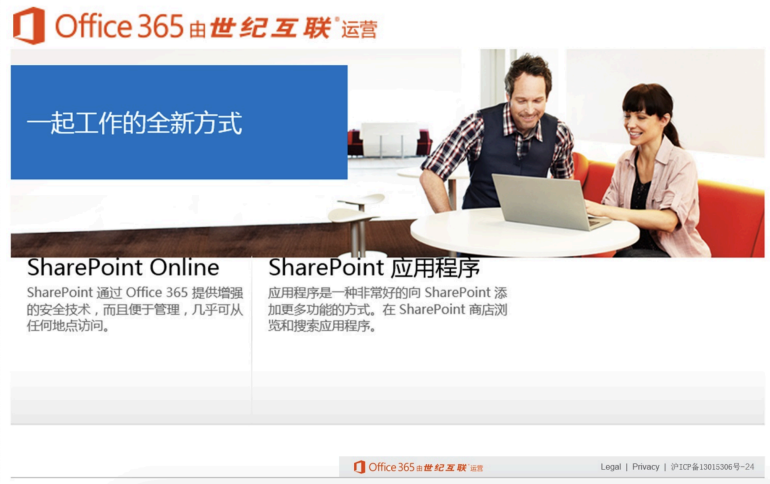 Office 365 由世纪互联®运营
一起工作的全新方式
SharePoint Online
SharePoint 通过 Office 365 提供增强
的安全技术，而且便于管理，几乎可从
任何地点访问。
SharePoint 应用程序
应用程序是一种非常好的向 SharePoint 添
加更多功能的方式。在 SharePoint 商店浏
览和搜索应用程序。
Office 365 由世纪互联 运营
Legal | Privacy | 沪ICP备13015306号-24